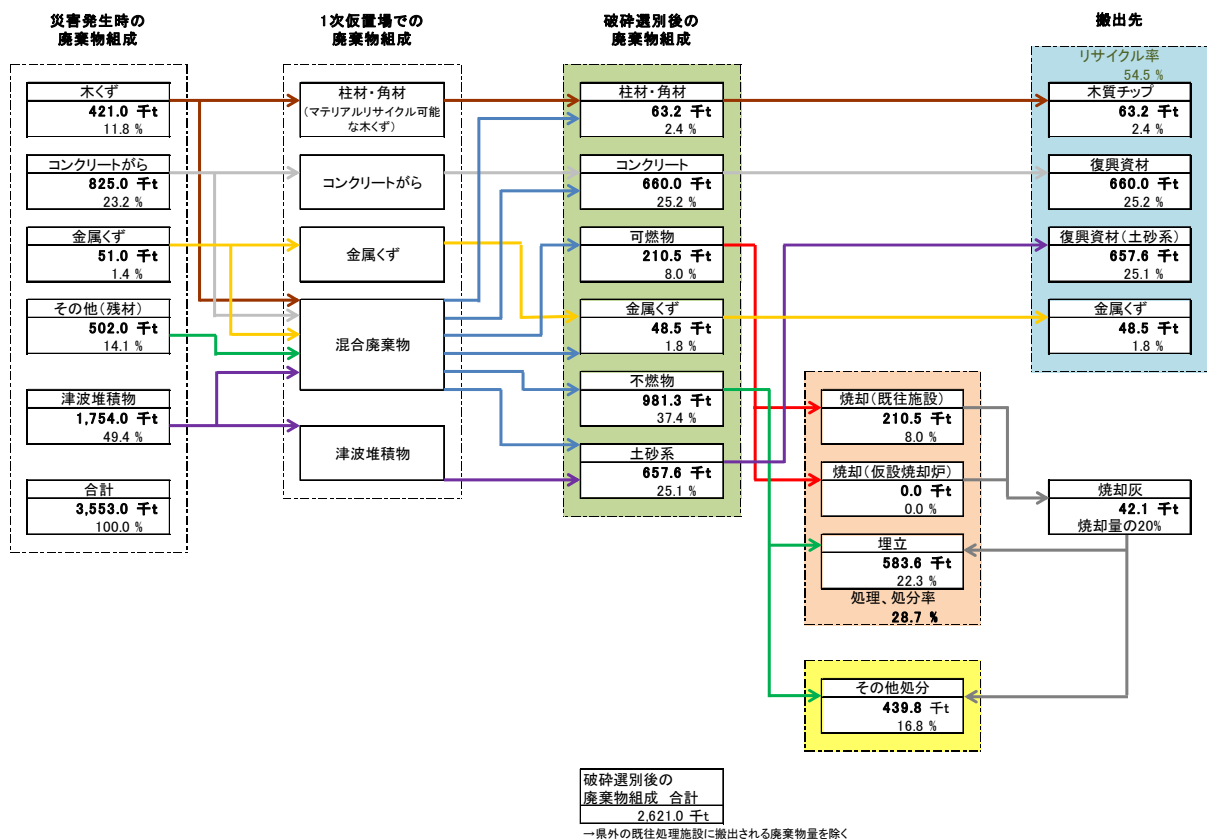 災害発生時の
廃棄物組成
木くず
421.0 千t
11.8 %
コンクリートがら
825.0 千t
23.2 %
金属くず
51.0 千t
1.4 %
その他(残材)
502.0 千t
14.1 %
津波堆積物
1,754.0 千t
49.4 %
合計
3,553.0 千t
100.0 %
1次仮置場での
廃棄物組成
柱材・角材
(マテリアルリサイクル可能
な木くず)
コンクリートがら
金属くず
混合廃棄物
津波堆積物
破砕選別後の
廃棄物組成
柱材・角材
63.2 千t
2.4 %
コンクリート
660.0 千t
25.2 %
可燃物
210.5 千t
8.0 %
金属くず
48.5 千t
1.8 %
不燃物
981.3 千t
37.4 %
土砂系
657.6 千t
25.1 %
搬出先
リサイクル率
54.5 %
木質チップ
63.2 千t
2.4 %
復興資材
660.0 千t
25.2 %
復興資材(土砂系)
657.6 千t
25.1 %
金属くず
48.5 千t
1.8 %
焼却(既往施設)
210.5 千t
8.0 %
焼却(仮設焼却炉)
0.0 千t
0.0 %
埋立
583.6 千t
22.3 %
処理、処分率
28.7 %
焼却灰
42.1 千t
焼却量の20%
その他処分
439.8 千t
16.8 %
破砕選別後の
廃棄物組成 合計
2,621.0 千t
→県外の既往処理施設に搬出される廃棄物量を除く